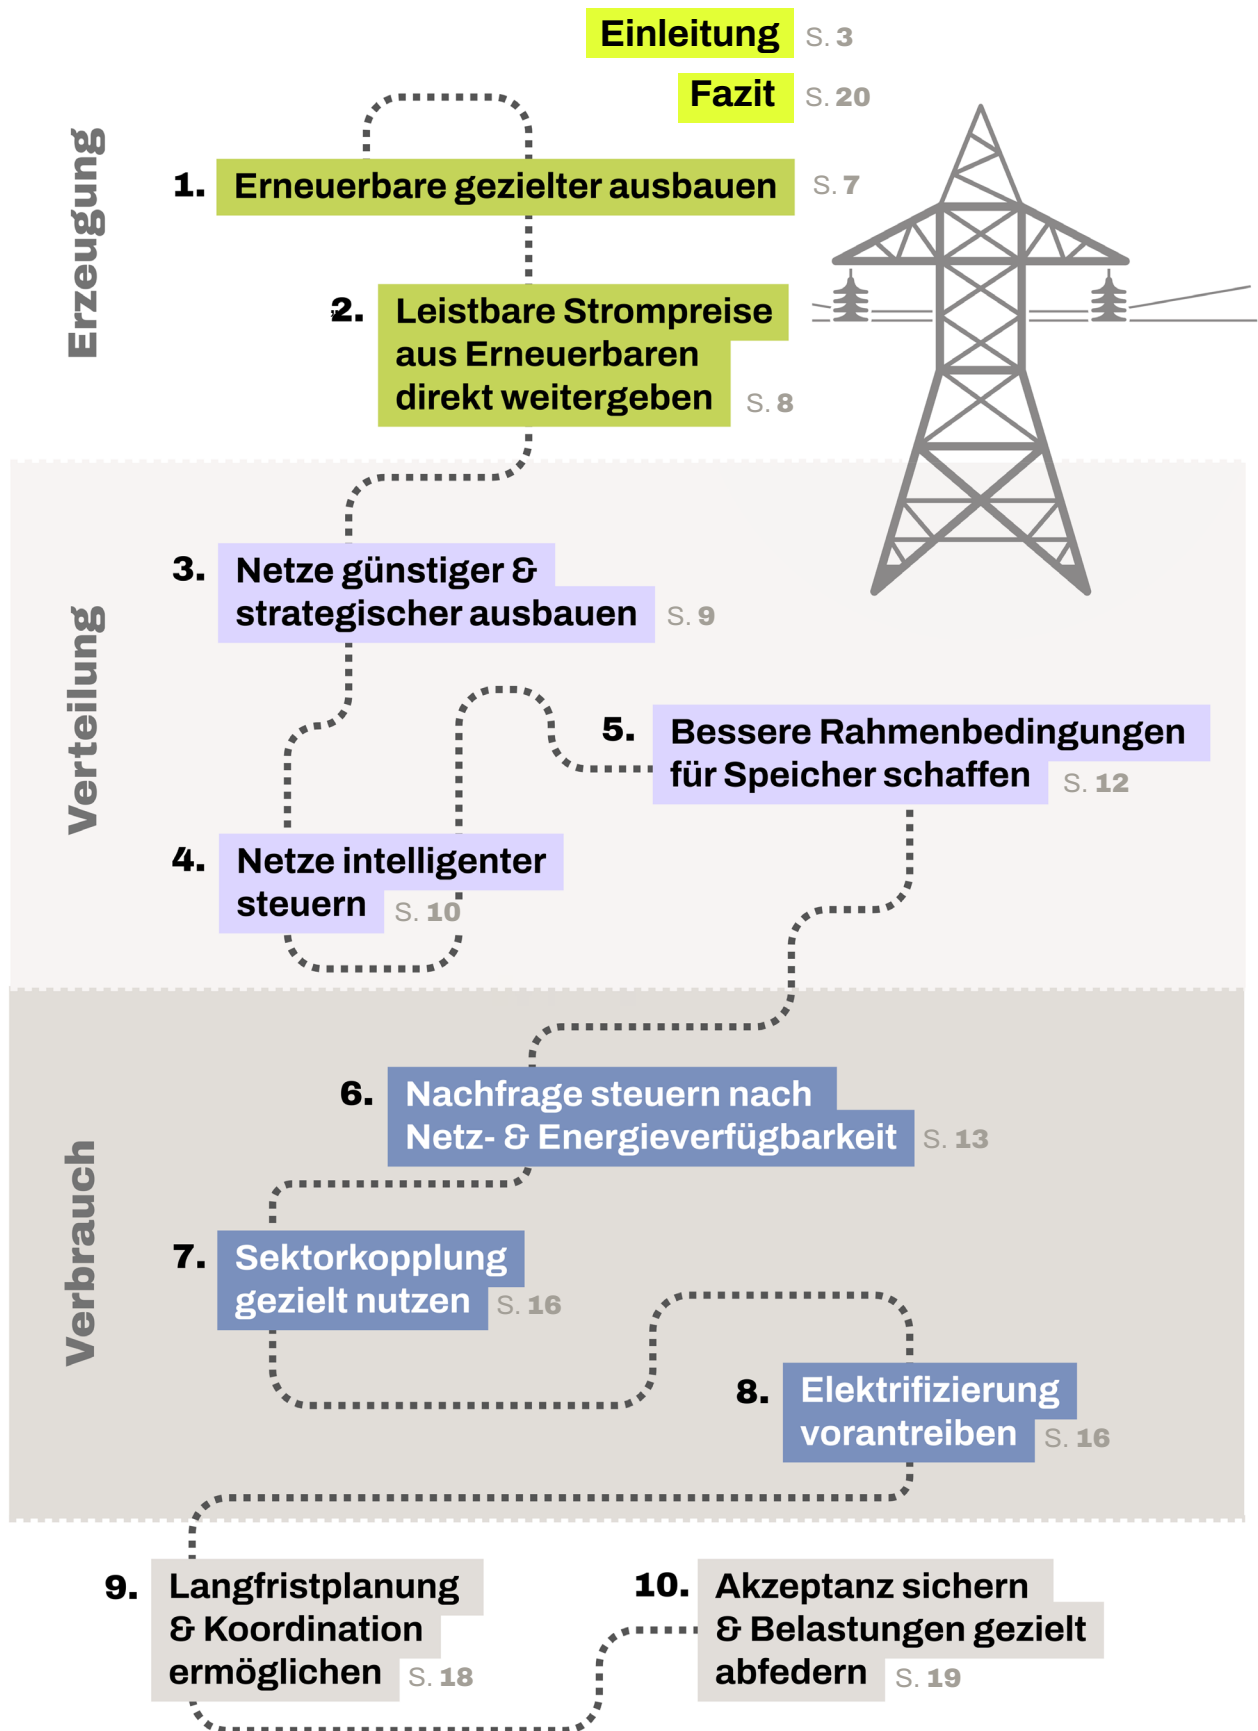 Einleitung S. 3
Fazit S. 20
Erzeugung
1. Erneuerbare gezielter ausbauen S. 7
2. Leistbare Strompreise
aus Erneuerbaren
direkt weitergeben S. 8
Verteilung
3. Netze günstiger &
strategischer ausbauen S. 9
5. Bessere Rahmenbedingungen
für Speicher schaffen S. 12
4. Netze intelligenter
steuern S. 10
Verbrauch
6. Nachfrage steuern nach
Netz- & Energieverfügbarkeit S. 13
7. Sektorkopplung
gezielt nutzen S. 16
8. Elektrifizierung
vorantreiben S. 16
9. Langfristplanung
& Koordination
ermöglichen S. 18
10. Akzeptanz sichern
& Belastungen gezielt
abfedern S. 19